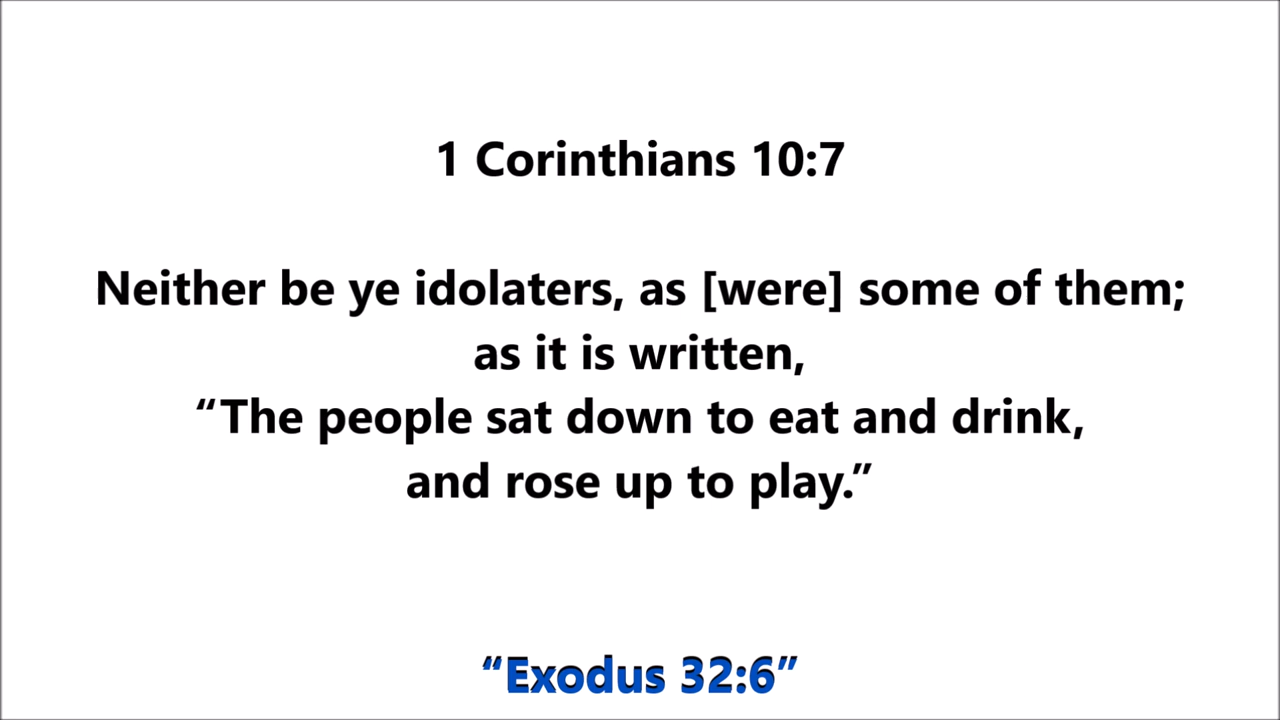 1 Corinthians 10:7
Neither be ye idolaters, as [were] some of them;
as it is written,
“The people sat down to eat and drink,
and rose up to play.”
“Exodus 32:6”